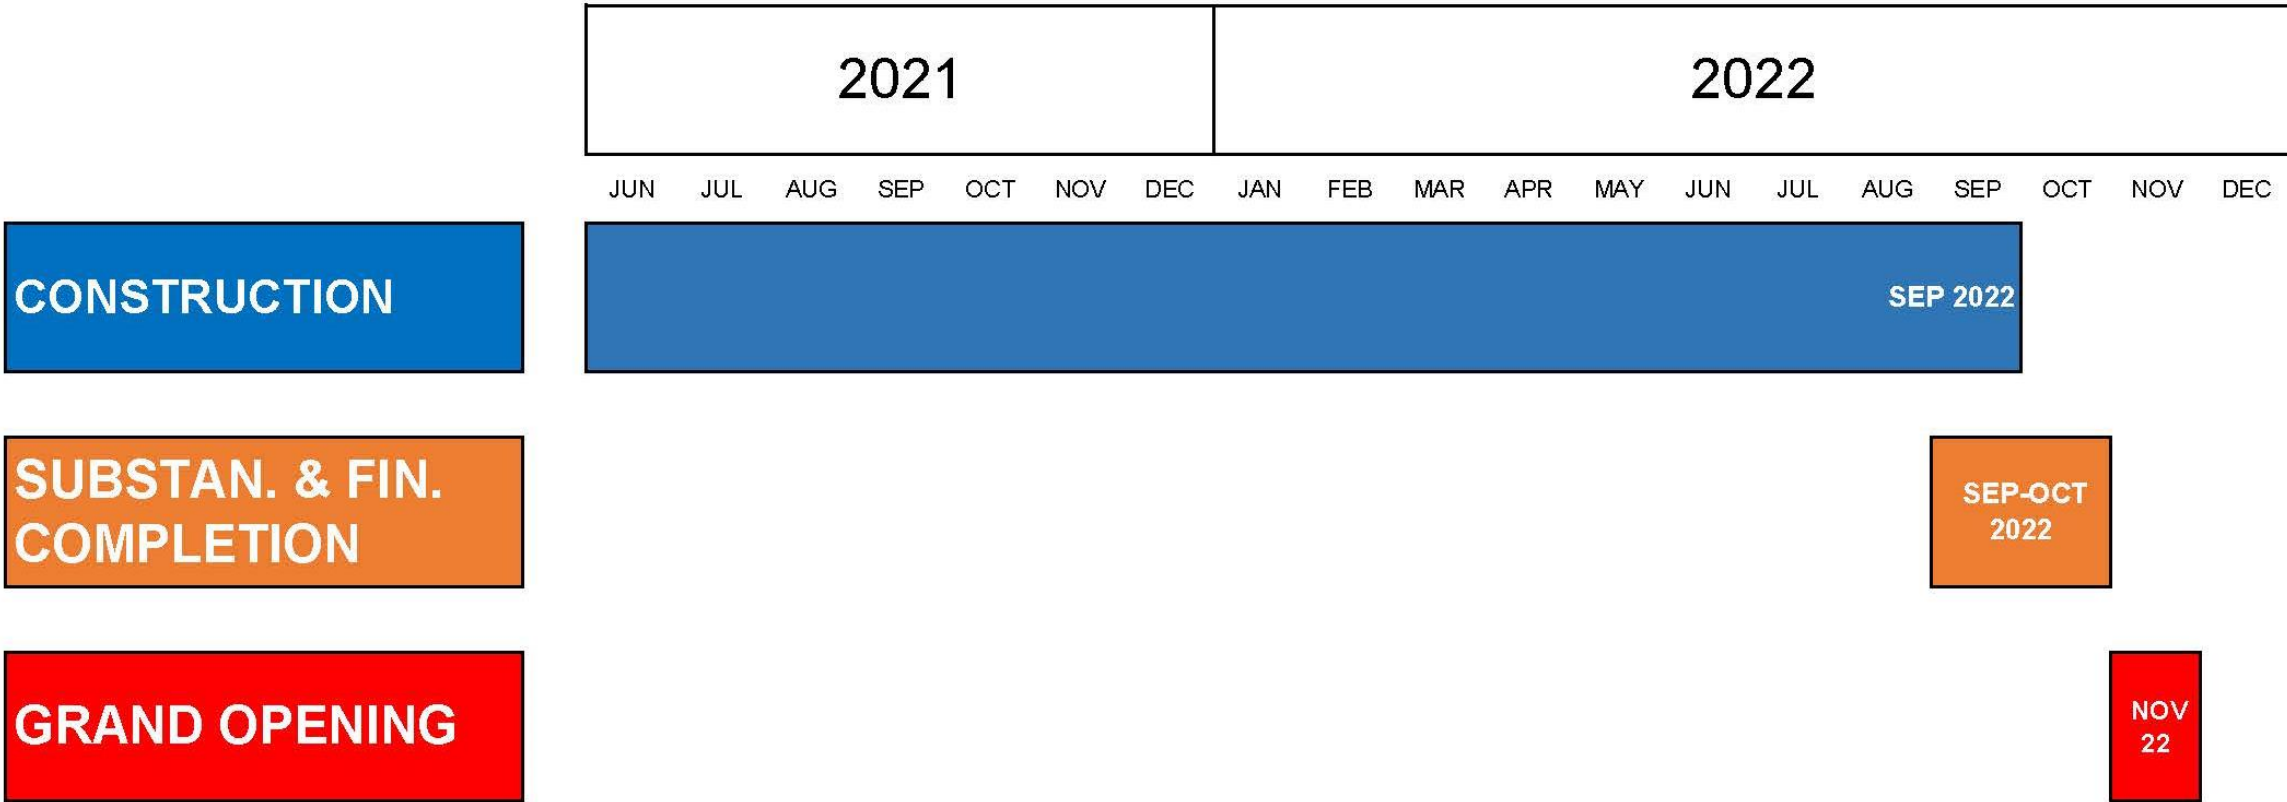 2021 2022
JUN JUL AUG SEP OCT NOV DEC JAN FEB MAR APR MAY JUN JUL AUG SEP OCT NOV DEC
CONSTRUCTION
SEP 2022
SUBSTAN. & FIN.
COMPLETION
SEP-OCT
2022
GRAND OPENING
NOV
22